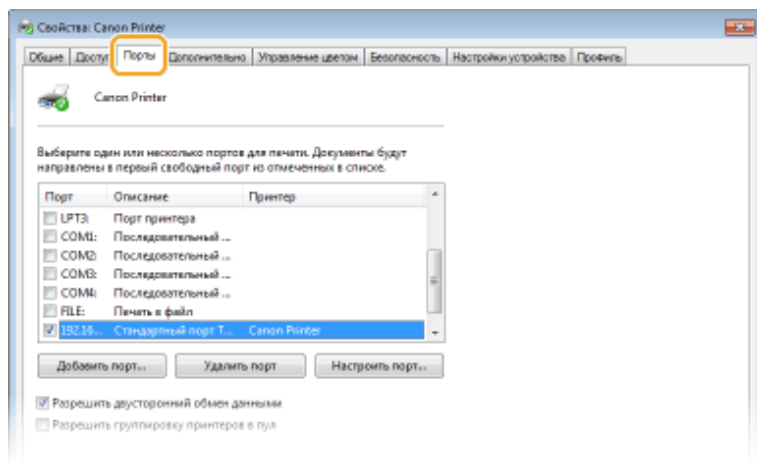 Свойства: Canon Printer
Общие Доступ Порты Дополнительно Управление цветом Безопасность Настройки устройства Профиль
Canon Printer
Выберите один или несколько портов для печати. Документы будут
направлены в первый свободный порт из отмеченных в списке.
Порт Описание Принтер
LPT3: Порт принтера
COM1: Последовательный ...
COM2: Последовательный ...
COM3: Последовательный ...
COM4: Последовательный ...
FILE: Печать в файл
192.16... Стандартный порт T... Canon Printer
Добавить порт... Удалить порт Настроить порт...
Разрешить двусторонний обмен данными
Разрешить группировку принтеров в пул